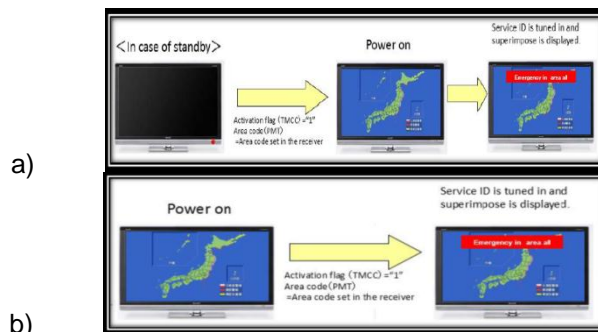 Service ID is tuned in and
superimpose is displayed.
<In case of standby>
Power on
Emergency in area all
Activation flag (TMCC) ="1"
Area code(PMT)
=Area code set in the receiver
a)
Service ID is tuned in and
superimpose is displayed.
Power on
Emergency in area all
Activation flag (TMCC) ="1"
Area code(PMT)
=Area code set in the receiver
b)